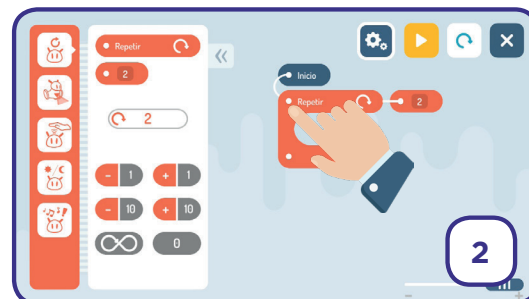 Repetir
2
2
- 1 + 1
- 10 + 10
0
Inicio
Repetir 2
2
- +